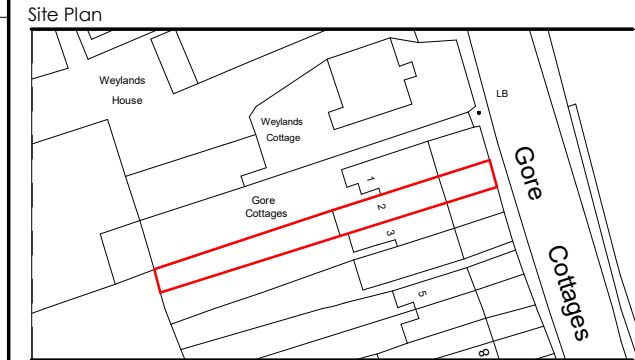 Site Plan
Weylands
House
LB
Weylands
Cottage
Gore
1
Gore
Cottages
2
3
Cottages
5
8